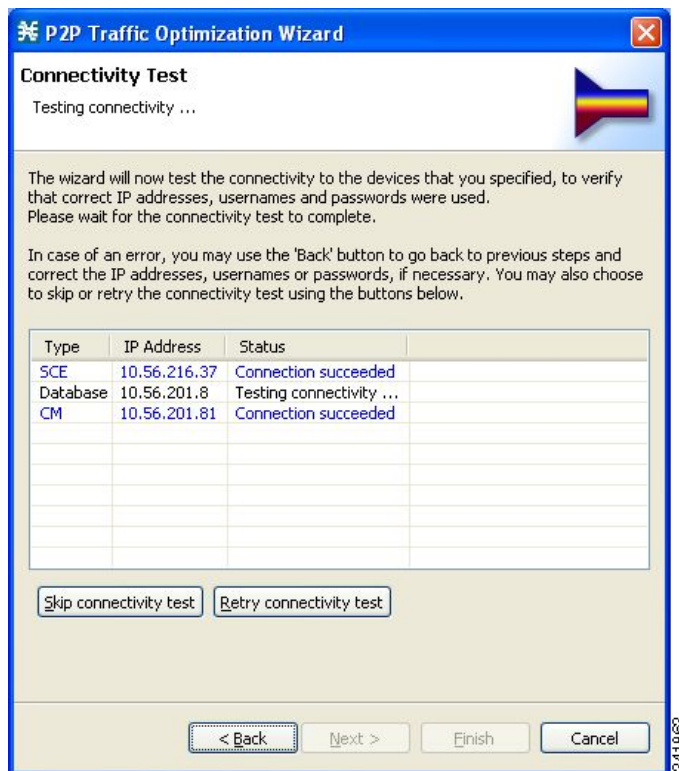 P2P Traffic Optimization Wizard
Connectivity Test
Testing connectivity ...
The wizard will now test the connectivity to the devices that you specified, to verify
that correct IP addresses, usernames and passwords were used.
Please wait for the connectivity test to complete.
In case of an error, you may use the 'Back' button to go back to previous steps and
correct the IP addresses, usernames or passwords, if necessary. You may also choose
to skip or retry the connectivity test using the buttons below.
Type IP Address Status
SCE 10.56.216.37 Connection succeeded
Database 10.56.201.8 Testing connectivity ...
CM 10.56.201.81 Connection succeeded
Skip connectivity test Retry connectivity test
< Back Next > Finish Cancel